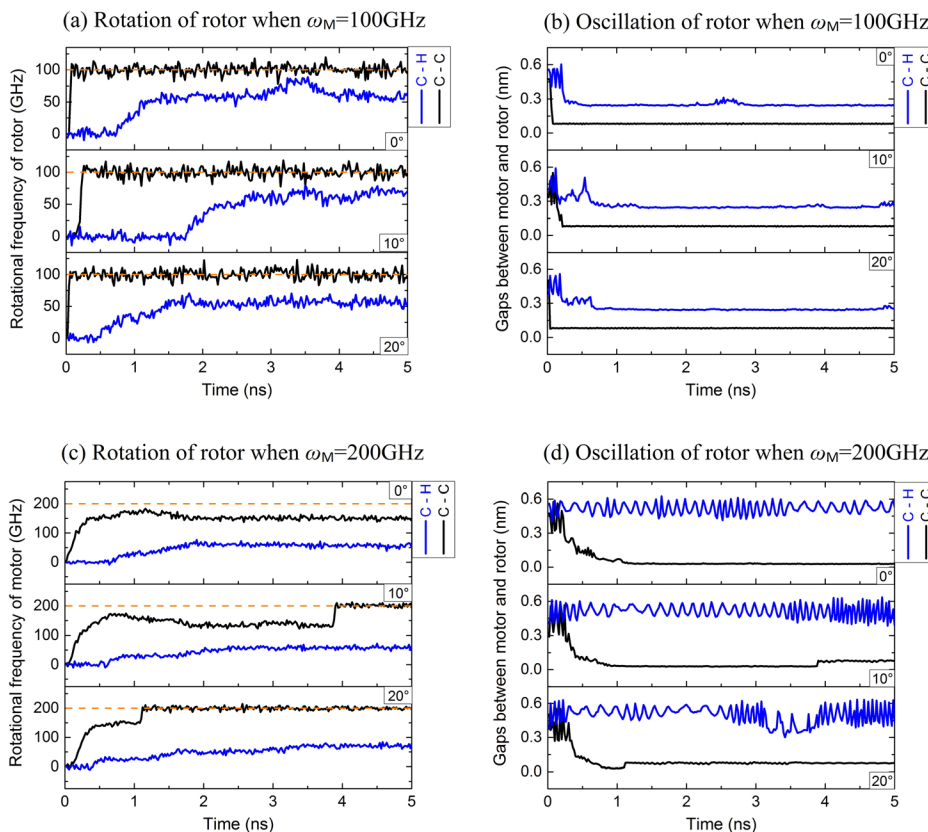 (a) Rotation of rotor when ωM=100GHz
Rotational frequency of rotor (GHz)
100
50
0
0°
100
50
0
10°
100
50
0
20°
0 1 2 3 4 5
Time (ns)
C - H
C - C
(b) Oscillation of rotor when ωM=100GHz
Gaps between motor and rotor (nm)
0.6
0.3
0.0
0°
0.6
0.3
0.0
10°
0.6
0.3
0.0
20°
0 1 2 3 4 5
Time (ns)
C - H
C - C
(c) Rotation of rotor when ωM=200GHz
Rotational frequency of motor (GHz)
200
150
100
50
0
0°
200
100
0
10°
200
100
0
20°
0 1 2 3 4 5
Time (ns)
C - H
C - C
(d) Oscillation of rotor when ωM=200GHz
Gaps between motor and rotor (nm)
0.6
0.3
0.0
0°
0.6
0.3
0.0
10°
0.6
0.3
0.0
20°
0 1 2 3 4 5
Time (ns)
C - H
C - C